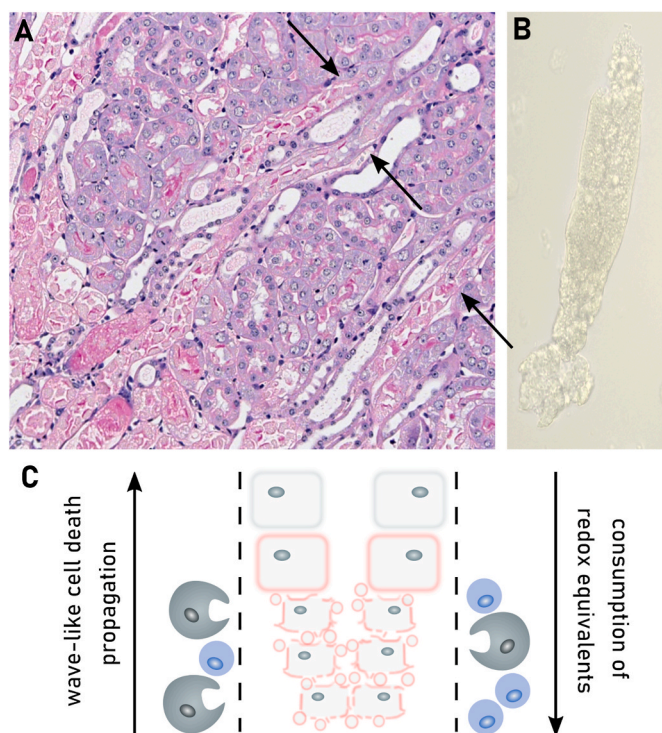 A
B
C
wave-like cell death
propagation
consumption of
redox equivalents